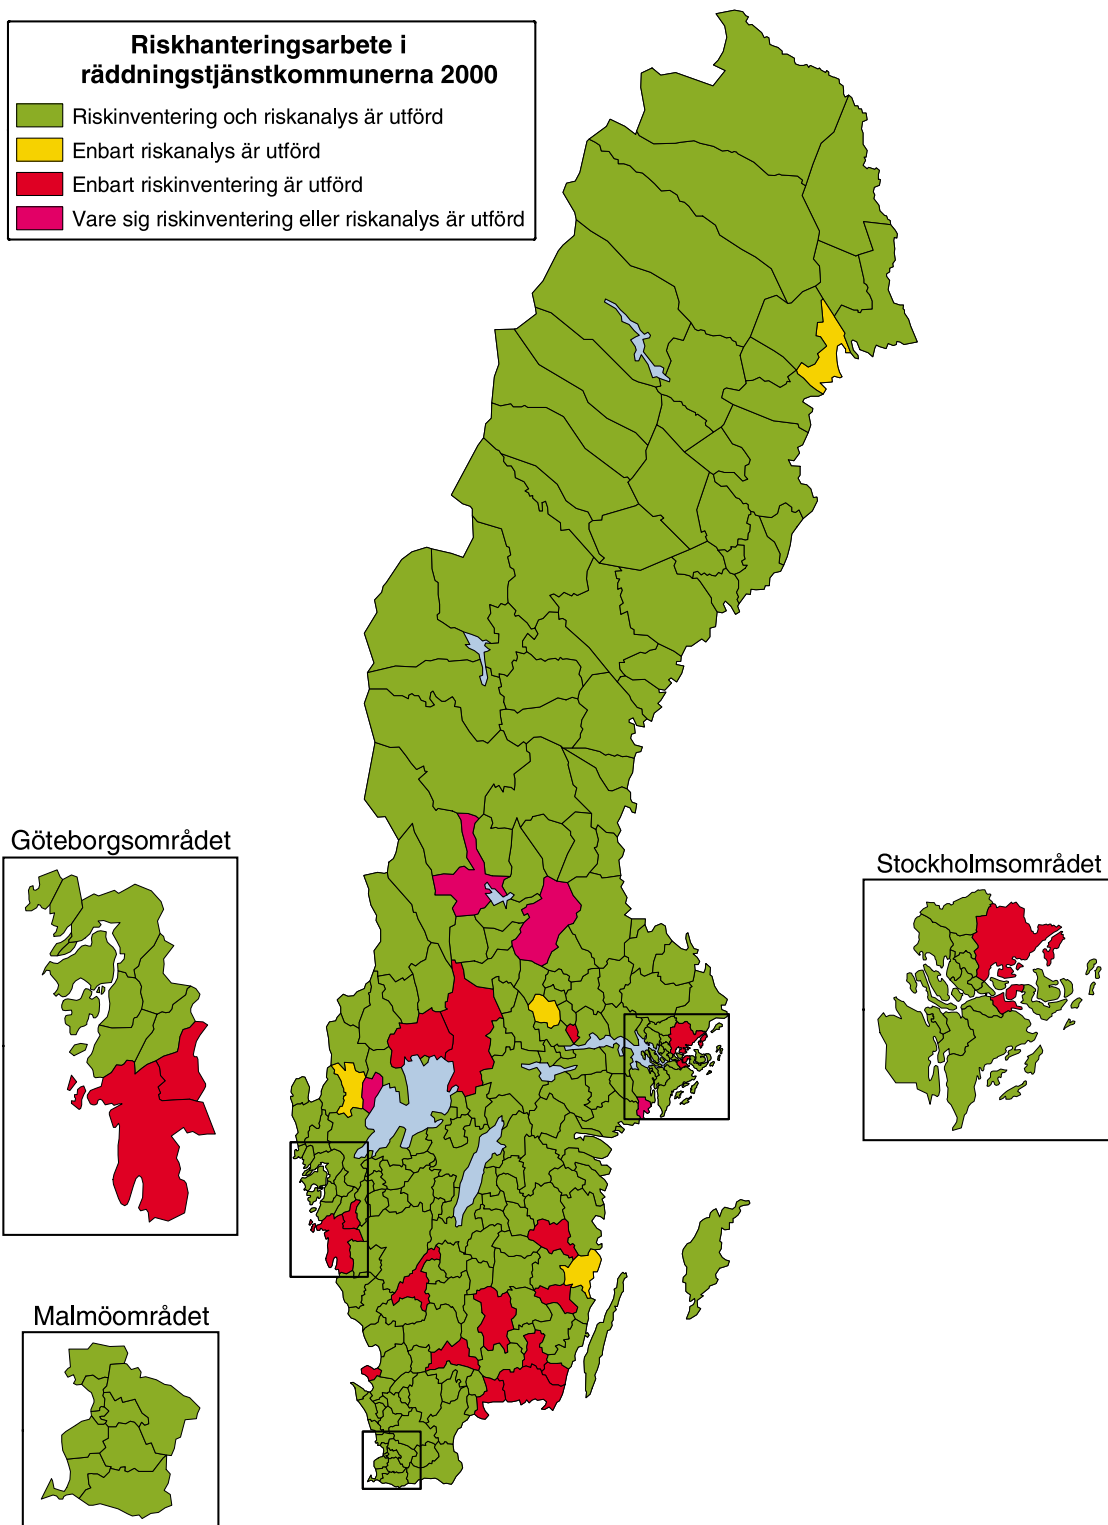 Riskhanteringsarbete i
räddningstjänstkommunerna 2000
Riskinventering och riskanalys är utförd
Enbart riskanalys är utförd
Enbart riskinventering är utförd
Vare sig riskinventering eller riskanalys är utförd
Göteborgsområdet
Stockholmsområdet
Malmöområdet